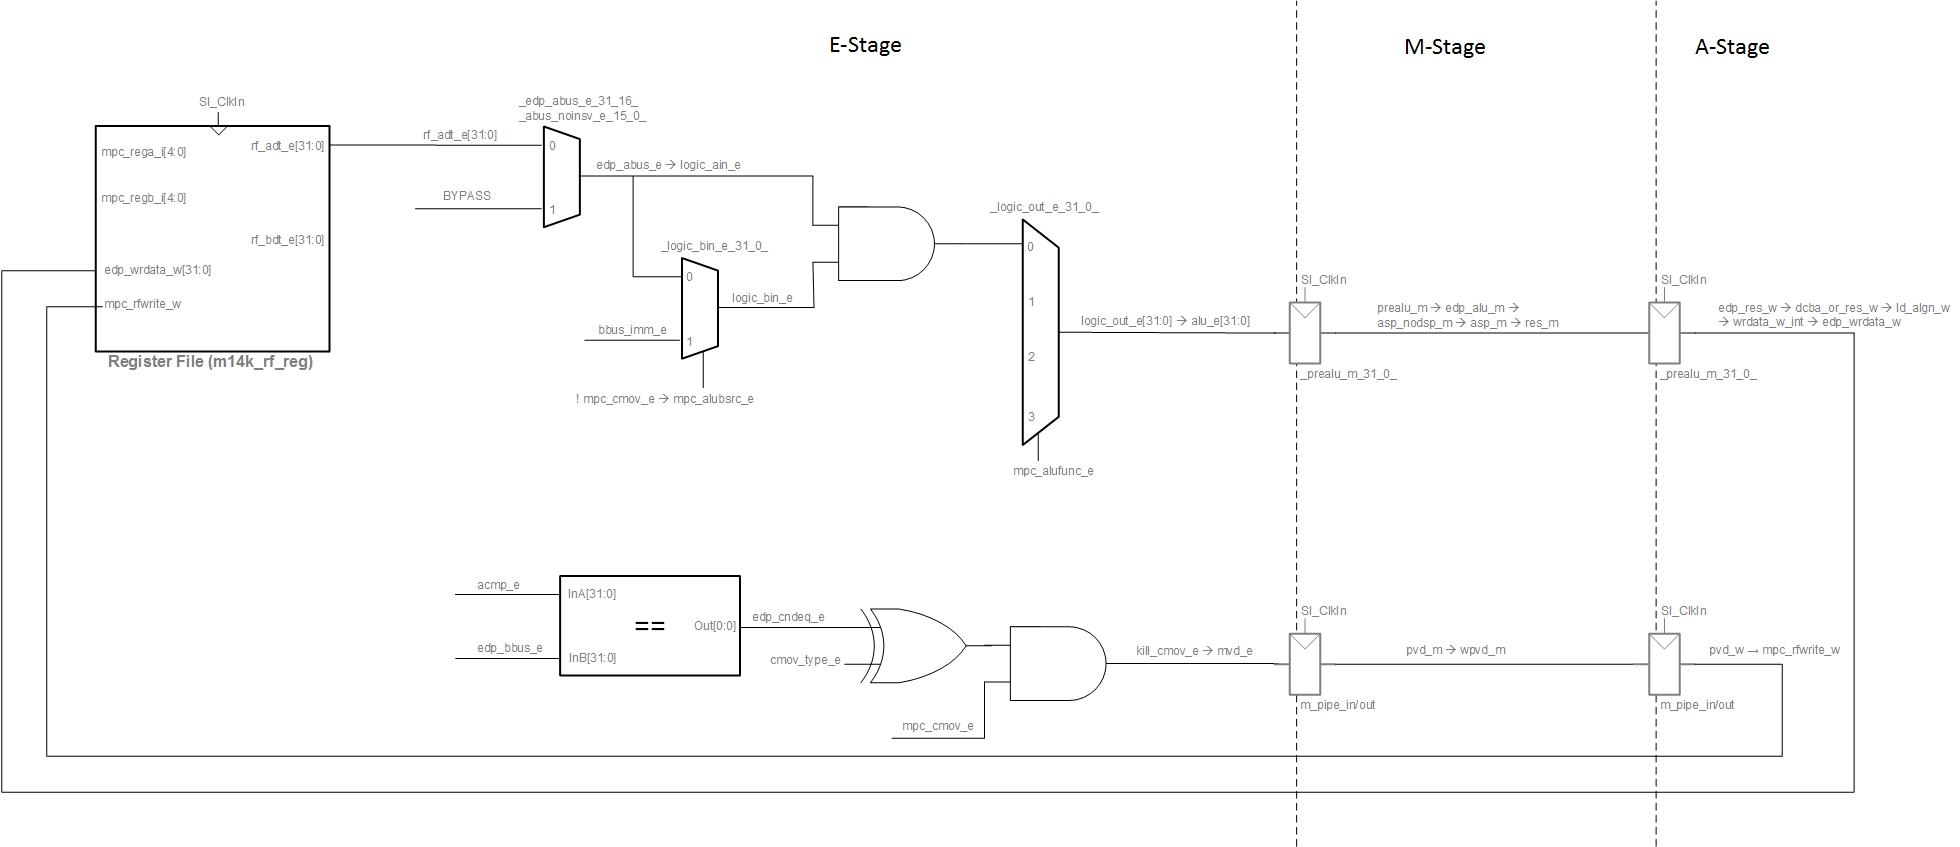 E-Stage
M-Stage
A-Stage
SI_ClkIn
mpc_rega_i[4:0]
rf_adt_e[31:0]
mpc_regb_i[4:0]
rf_bdt_e[31:0]
edp_wrdata_w[31:0]
mpc_rfwrite_w
Register File (m14k_rf_reg)
rf_adt_e[31:0]
BYPASS
_edp_abus_e_31_16_
_abus_noinsv_e_15_0_
0
1
edp_abus_e → logic_ain_e
_logic_bin_e_31_0_
0
1
bbus_imm_e
logic_bin_e
! mpc_cmov_e → mpc_alubsrc_e
_logic_out_e_31_0_
0
1
2
3
mpc_alufunc_e
logic_out_e[31:0] → alu_e[31:0]
SI_ClkIn
_prealu_m_31_0_
prealu_m → edp_alu_m →
asp_nodsp_m → asp_m → res_m
SI_ClkIn
_prealu_m_31_0_
edp_res_w → dcba_or_res_w → ld_algn_w
→ wrdata_w_int → edp_wrdata_w
acmp_e
edp_bbus_e
InA[31:0]
==
Out[0:0]
InB[31:0]
edp_cndeq_e
cmov_type_e
mpc_cmov_e
kill_cmov_e → mvd_e
SI_ClkIn
m_pipe_in/out
pvd_m → wpvd_m
SI_ClkIn
m_pipe_in/out
pvd_w → mpc_rfwrite_w